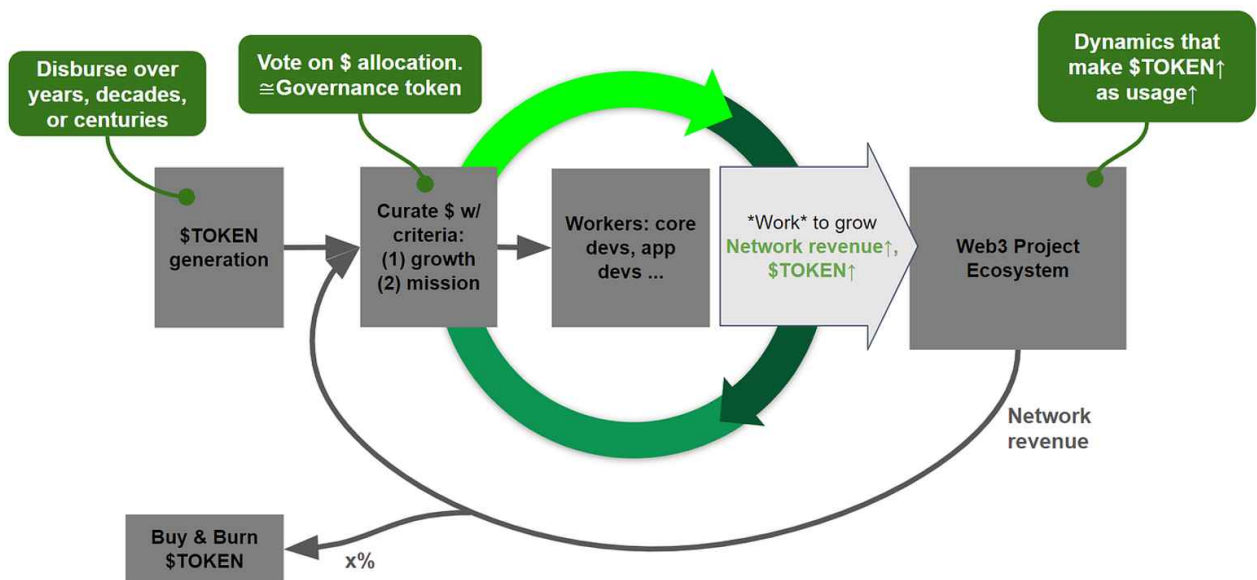 Disburse over
years, decades,
or centuries
Vote on $ allocation.
≅Governance token
Dynamics that
make $TOKEN↑
as usage↑
$TOKEN
generation
Curate $ w/
criteria:
(1) growth
(2) mission
Workers: core
devs, app
devs ...
*Work* to grow
Network revenue↑,
$TOKEN↑
Web3 Project
Ecosystem
Network
revenue
Buy & Burn
$TOKEN
x%